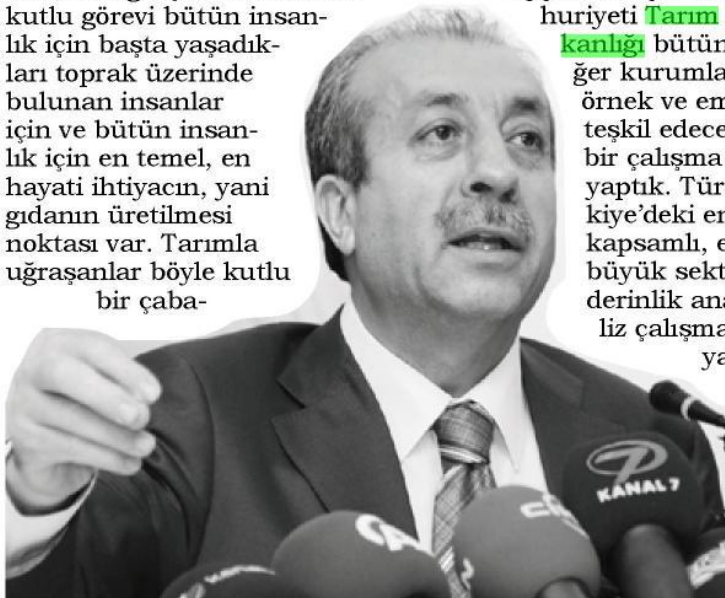 kutlu görevi bütün insan-
lık için başta yaşadık-
ları toprak üzerinde
bulunan insanlar
için ve bütün insan-
lık için en temel, en
hayati ihtiyacın, yani
gıdanın üretilmesi
noktası var. Tarımla
uğraşanlar böyle kutlu
bir çaba-
huriyeti Tarım
kanlığı bütün
ğer kurumla
örnek ve em
teşkil edece
bir çalışma
yaptık. Tür
kiye'deki en
kapsamlı, e
büyük sekt
derinlik ana
liz çalışma
ya
7
KANAL 7